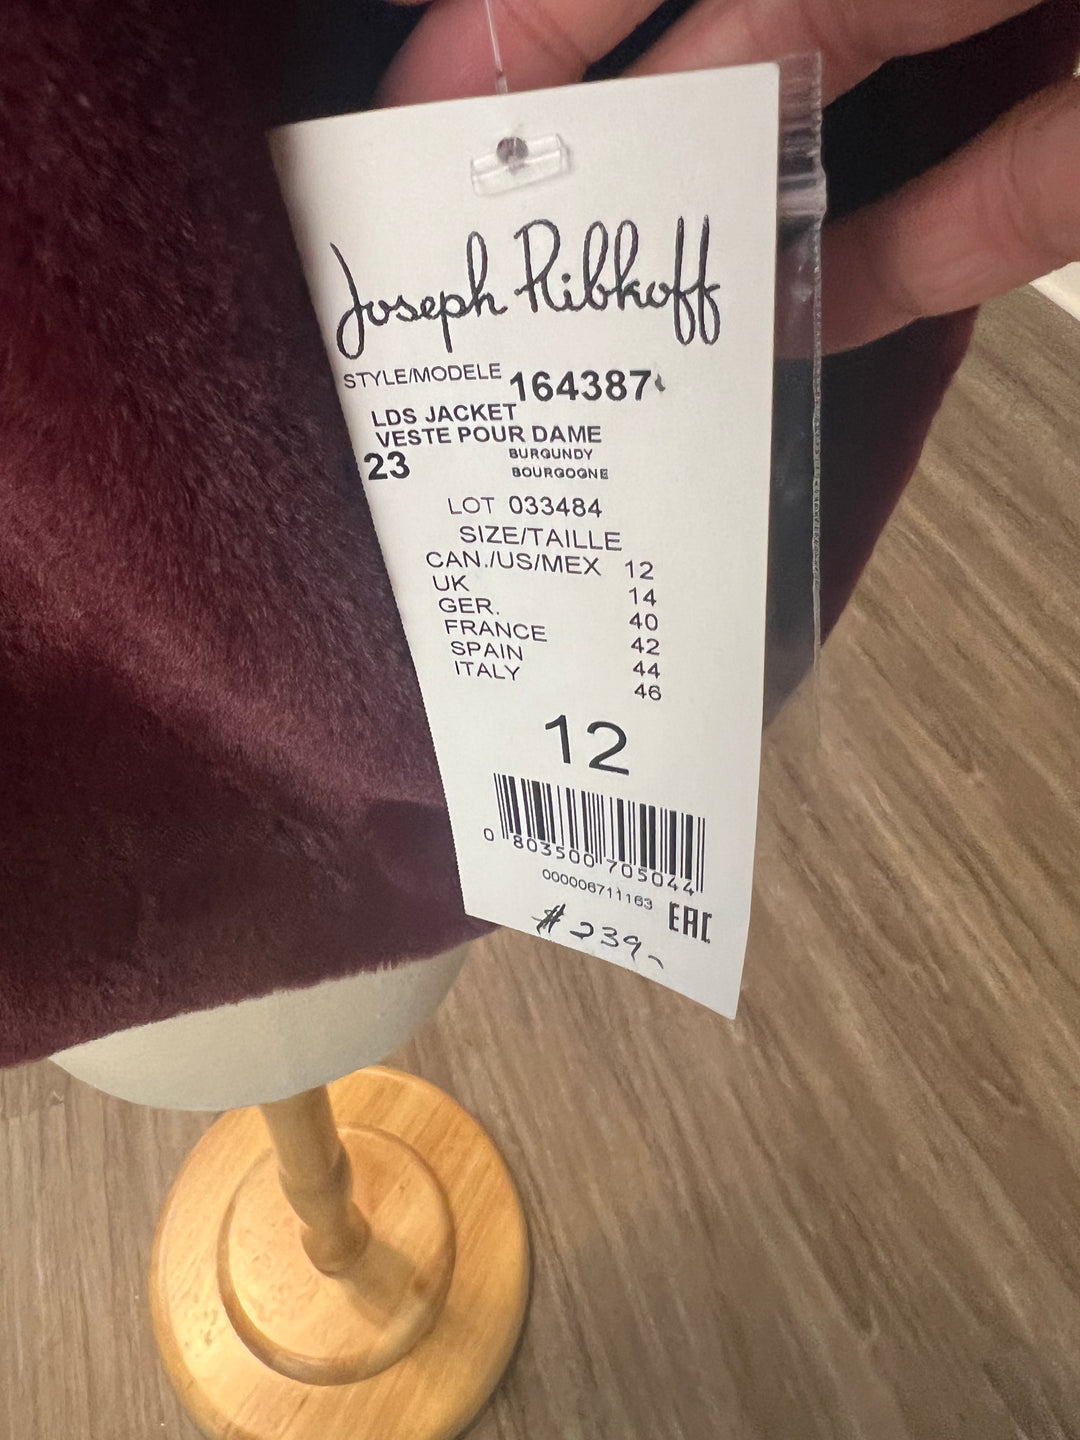 Joseph Ribkoff
STYLE/MODELE 164387
LDS JACKET
VESTE POUR DAME
23 BURGUNDY
BOURGOGNE
LOT 033484
SIZE/TAILLE
CAN./US/MEX 12
UK 14
GER. 40
FRANCE 42
SPAIN 44
ITALY 46
12
0 803500 705044
000006711163 EAC
# 239.-